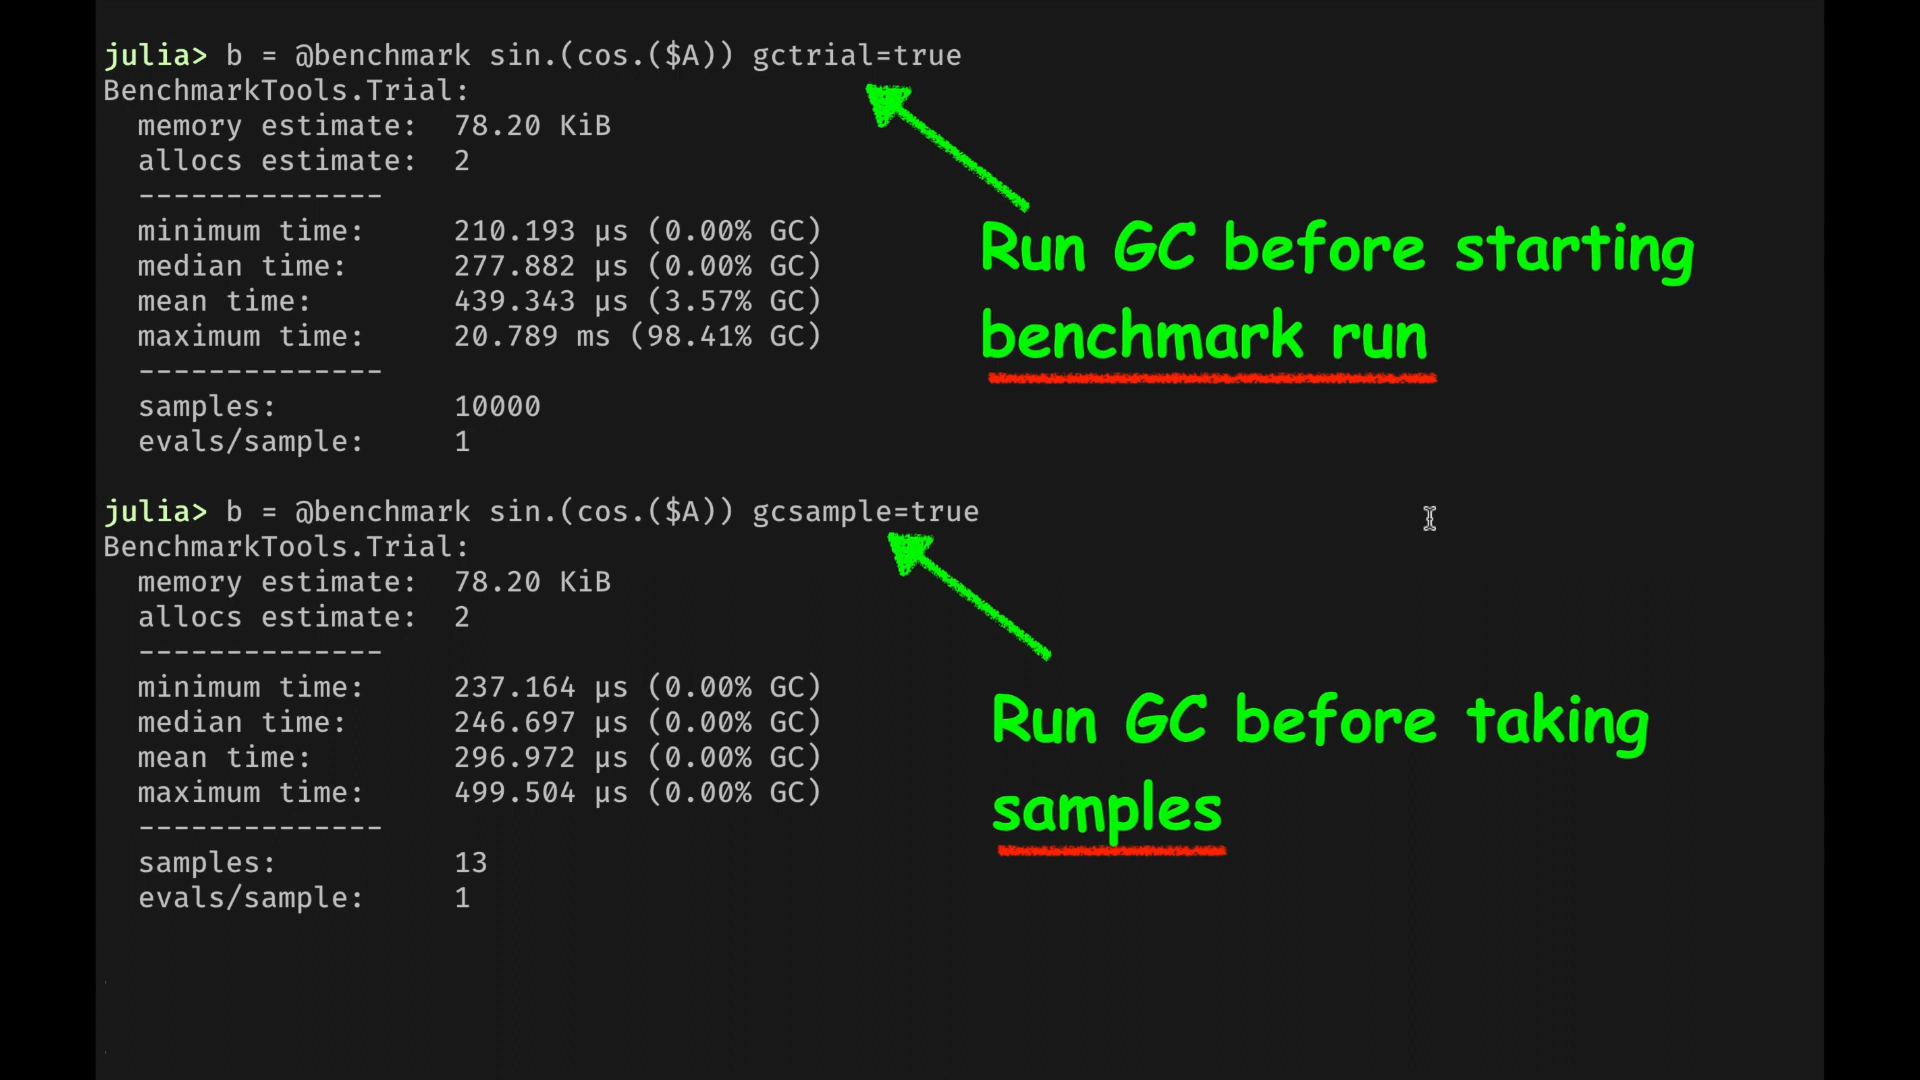 julia> b = @benchmark sin.(cos.($A)) gctrial=true
BenchmarkTools.Trial:
  memory estimate:  78.20 KiB
  allocs estimate:  2
  --------------
  minimum time:     210.193 μs (0.00% GC)
  median time:      277.882 μs (0.00% GC)
  mean time:        439.343 μs (3.57% GC)
  maximum time:     20.789 ms (98.41% GC)
  --------------
  samples:          10000
  evals/sample:     1
Run GC before starting
benchmark run
julia> b = @benchmark sin.(cos.($A)) gcsample=true
BenchmarkTools.Trial:
  memory estimate:  78.20 KiB
  allocs estimate:  2
  --------------
  minimum time:     237.164 μs (0.00% GC)
  median time:      246.697 μs (0.00% GC)
  mean time:        296.972 μs (0.00% GC)
  maximum time:     499.504 μs (0.00% GC)
  --------------
  samples:          13
  evals/sample:     1
Run GC before taking
samples